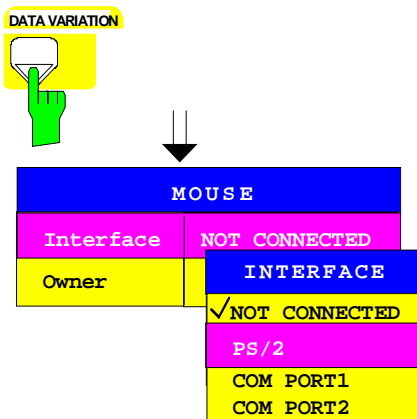 DATA VARIATION
MOUSE
Interface NOT CONNECTED
Owner
INTERFACE
✓NOT CONNECTED
PS/2
COM PORT1
COM PORT2